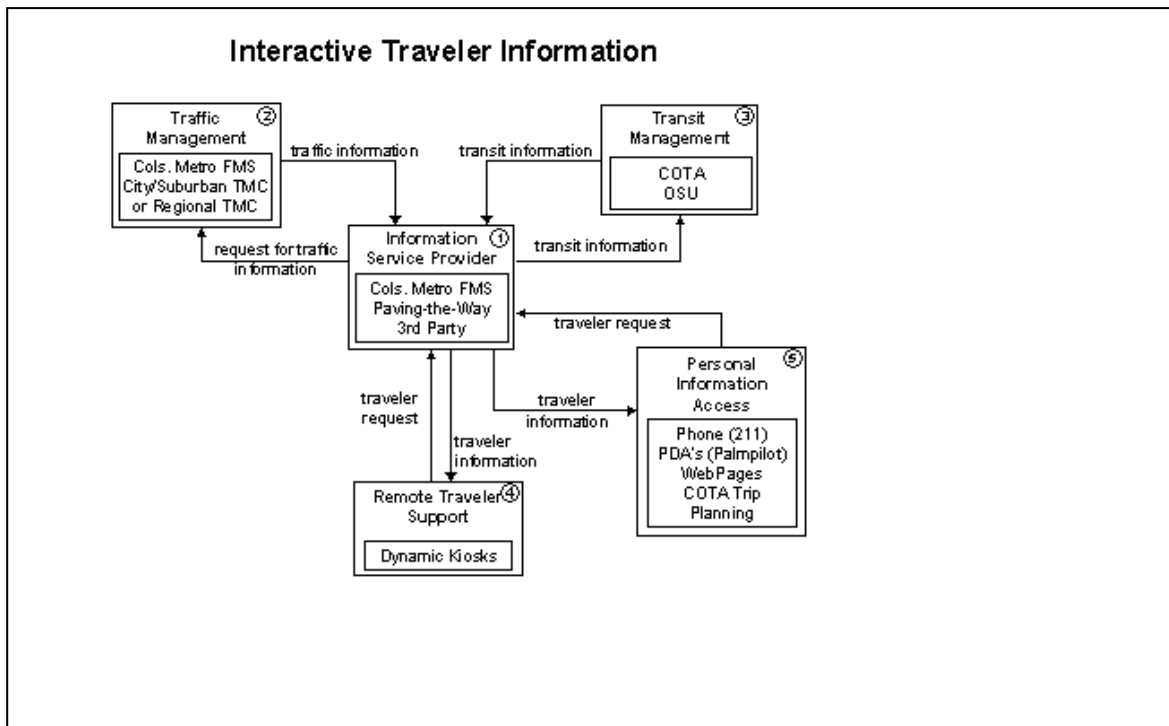 Interactive Traveler Information
Traffic
Management
2
Cols. Metro FMS
City/Suburban TMC
or Regional TMC
traffic information
transit information
Transit
Management
3
COTA
OSU
request for traffic
information
Information
Service Provider
1
Cols. Metro FMS
Paving-the-Way
3rd Party
transit information
traveler request
traveler
request
traveler
information
traveler
information
Personal
Information
Access
5
Phone (211)
PDA's (Palmpilot)
Web Pages
COTA Trip
Planning
Remote Traveler
Support
4
Dynamic Kiosks